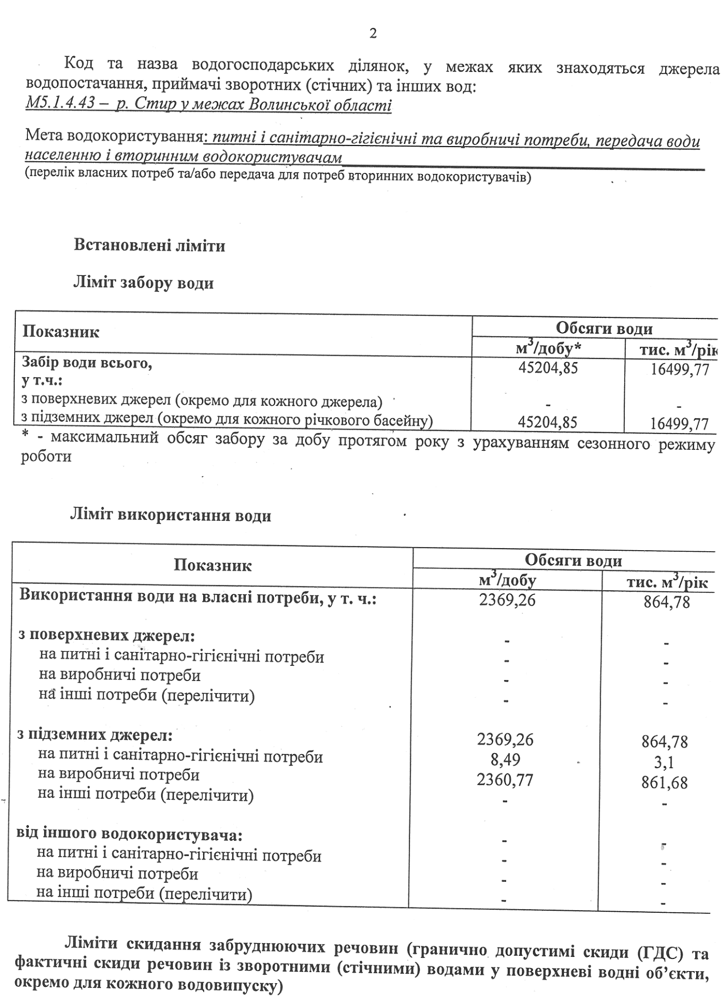 2
Код та назва водогосподарських ділянок, у межах яких знаходяться джерела
водопостачання, приймачі зворотних (стічних) та інших вод:
М5.1.4.43 – р. Стир у межах Волинської області
Мета водокористування: питні і санітарно-гігієнічні та виробничі потреби, передача води
населенню і вторинним водокористувачам
(перелік власних потреб та/або передача для потреб вторинних водокористувачів)
Встановлені ліміти
Ліміт забору води
Показник Обсяги води
м³/добу* тис. м³/рік
Забір води всього, 45204,85 16499,77
у т.ч.:
з поверхневих джерел (окремо для кожного джерела) - -
з підземних джерел (окремо для кожного річкового басейну) 45204,85 16499,77
* - максимальний обсяг забору за добу протягом року з урахуванням сезонного режиму
роботи
Ліміт використання води
Показник Обсяги води
м³/добу тис. м³/рік
Використання води на власні потреби, у т. ч.: 2369,26 864,78
з поверхневих джерел: - -
на питні і санітарно-гігієнічні потреби - -
на виробничі потреби - -
на інші потреби (перелічити) - -
з підземних джерел: 2369,26 864,78
на питні і санітарно-гігієнічні потреби 8,49 3,1
на виробничі потреби 2360,77 861,68
на інші потреби (перелічити) - -
від іншого водокористувача: - -
на питні і санітарно-гігієнічні потреби - -
на виробничі потреби - -
на інші потреби (перелічити) - -
Ліміти скидання забруднюючих речовин (гранично допустимі скиди (ГДС) та
фактичні скиди речовин із зворотними (стічними) водами у поверхневі водні об’єкти,
окремо для кожного водовипуску)